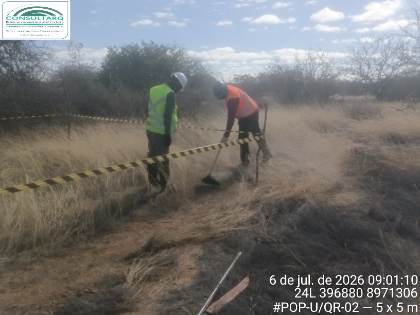 CONSULTARQ
6 de jul. de 2026 09:01:10
24L 396880 8971306
#POP-U/QR-02 — 5 x 5 m